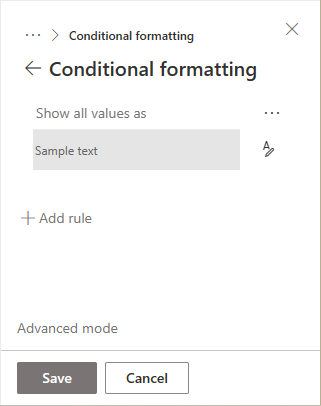 ··· > Conditional formatting
Conditional formatting
Show all values as
Sample text
Add rule
Advanced mode
Save Cancel